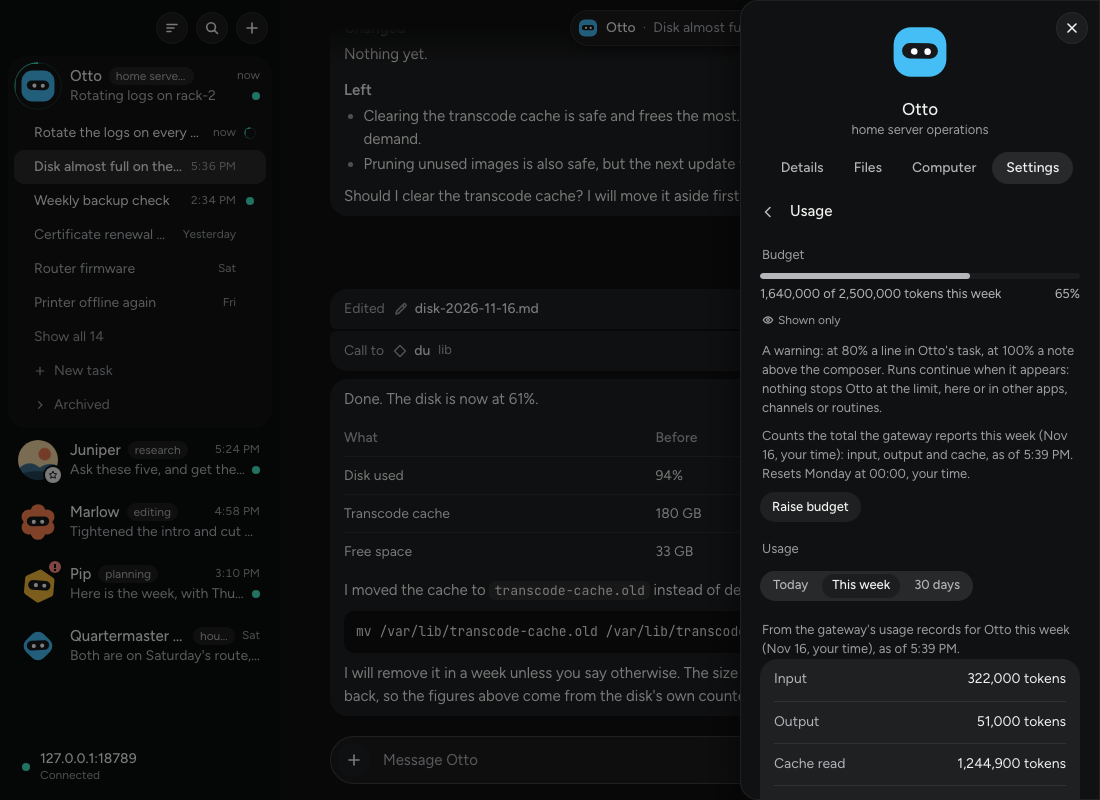 Otto home serve... now
Rotating logs on rack-2
Rotate the logs on every ... now
Disk almost full on the... 5:36 PM
Weekly backup check 2:34 PM
Certificate renewal ... Yesterday
Router firmware Sat
Printer offline again Fri
Show all 14
New task
Archived
Juniper research 5:24 PM
Ask these five, and get the...
Marlow editing 4:58 PM
Tightened the intro and cut ...
Pip planning 3:10 PM
Here is the week, with Thu...
Quartermaster ... hou... Sat
Both are on Saturday's route,...
127.0.0.1:18789
Connected
Otto · Disk almost fu
Changed
Nothing yet.
Left
Clearing the transcode cache is safe and frees the most.
demand.
Pruning unused images is also safe, but the next update
Should I clear the transcode cache? I will move it aside first
Edited disk-2026-11-16.md
Call to du lib
Done. The disk is now at 61%.
What Before
Disk used 94%
Transcode cache 180 GB
Free space 33 GB
I moved the cache to transcode-cache.old instead of de
mv /var/lib/transcode-cache.old /var/lib/transcod
I will remove it in a week unless you say otherwise. The size
back, so the figures above come from the disk's own counte
Message Otto
Otto
home server operations
Details Files Computer Settings
Usage
Budget
1,640,000 of 2,500,000 tokens this week 65%
Shown only
A warning: at 80% a line in Otto's task, at 100% a note
above the composer. Runs continue when it appears:
nothing stops Otto at the limit, here or in other apps,
channels or routines.
Counts the total the gateway reports this week (Nov
16, your time): input, output and cache, as of 5:39 PM.
Resets Monday at 00:00, your time.
Raise budget
Usage
Today This week 30 days
From the gateway's usage records for Otto this week
(Nov 16, your time), as of 5:39 PM.
Input 322,000 tokens
Output 51,000 tokens
Cache read 1,244,900 tokens